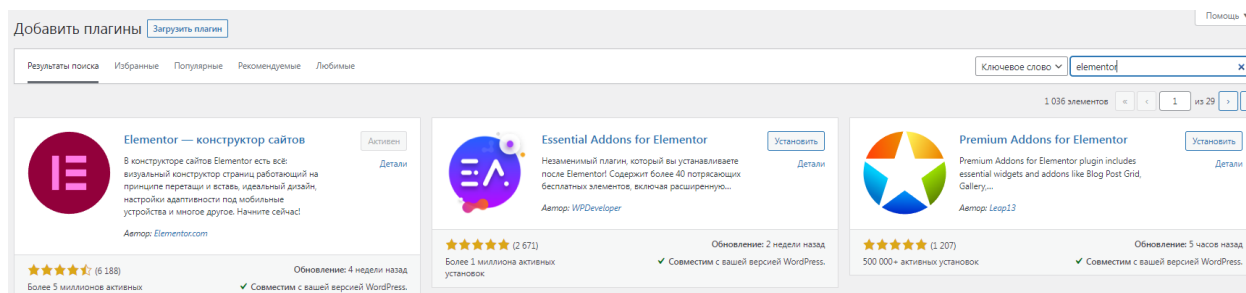 Помощь
Добавить плагины Загрузить плагин
Результаты поиска Избранные Популярные Рекомендуемые Любимые Ключевое слово elementor
1 036 элементов « ‹ 1 из 29 ›
Elementor — конструктор сайтов
Активен
Детали
В конструкторе сайтов Elementor есть всё:
визуальный конструктор страниц работающий на
принципе перетащи и вставь, идеальный дизайн,
настройки адаптивности под мобильные
устройства и многое другое. Начните сейчас!
Автор: Elementor.com
(6 188)
Обновление: 4 недели назад
Более 5 миллионов активных
Совместим с вашей версией WordPress.
Essential Addons for Elementor
Установить
Детали
Незаменимый плагин, который вы устанавливаете
после Elementor! Содержит более 40 потрясающих
бесплатных элементов, включая расширенную...
Автор: WPDeveloper
(2 671)
Обновление: 2 недели назад
Более 1 миллиона активных
установок
Совместим с вашей версией WordPress.
Premium Addons for Elementor
Установить
Детали
Premium Addons for Elementor plugin includes
essential widgets and addons like Blog Post Grid,
Gallery,...
Автор: Leap13
(1 207)
Обновление: 5 часов назад
500 000+ активных установок
Совместим с вашей версией WordPress.